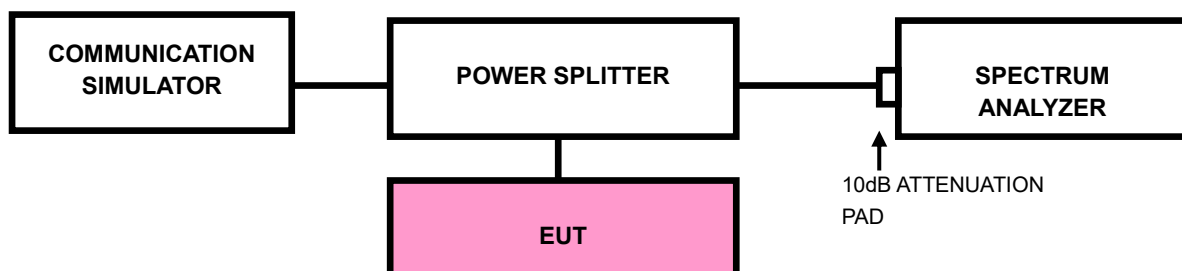 COMMUNICATION
SIMULATOR
POWER SPLITTER
SPECTRUM
ANALYZER
10dB ATTENUATION
PAD
EUT